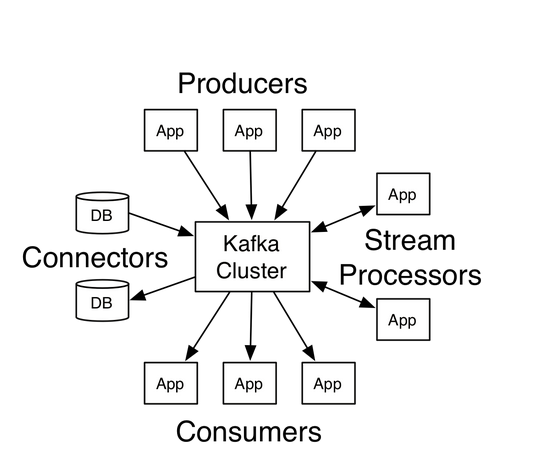 Producers
App
App
App
DB
App
Kafka
Cluster
Stream
Processors
Connectors
DB
App
App
App
App
Consumers